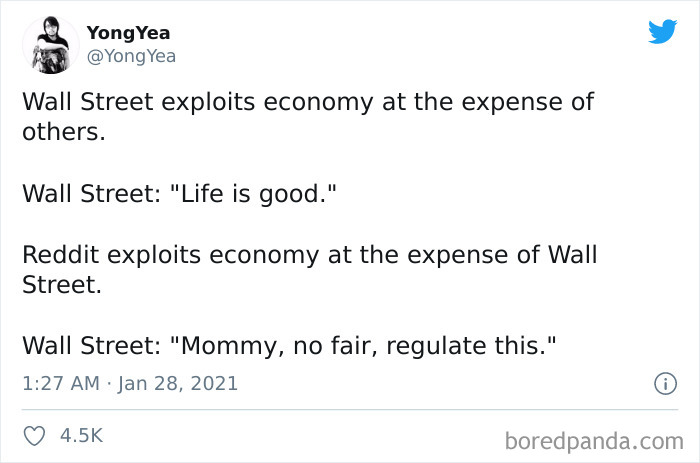 YongYea
@YongYea
Wall Street exploits economy at the expense of
others.
Wall Street: "Life is good."
Reddit exploits economy at the expense of Wall
Street.
Wall Street: "Mommy, no fair, regulate this."
1:27 AM · Jan 28, 2021
4.5K
boredpanda.com